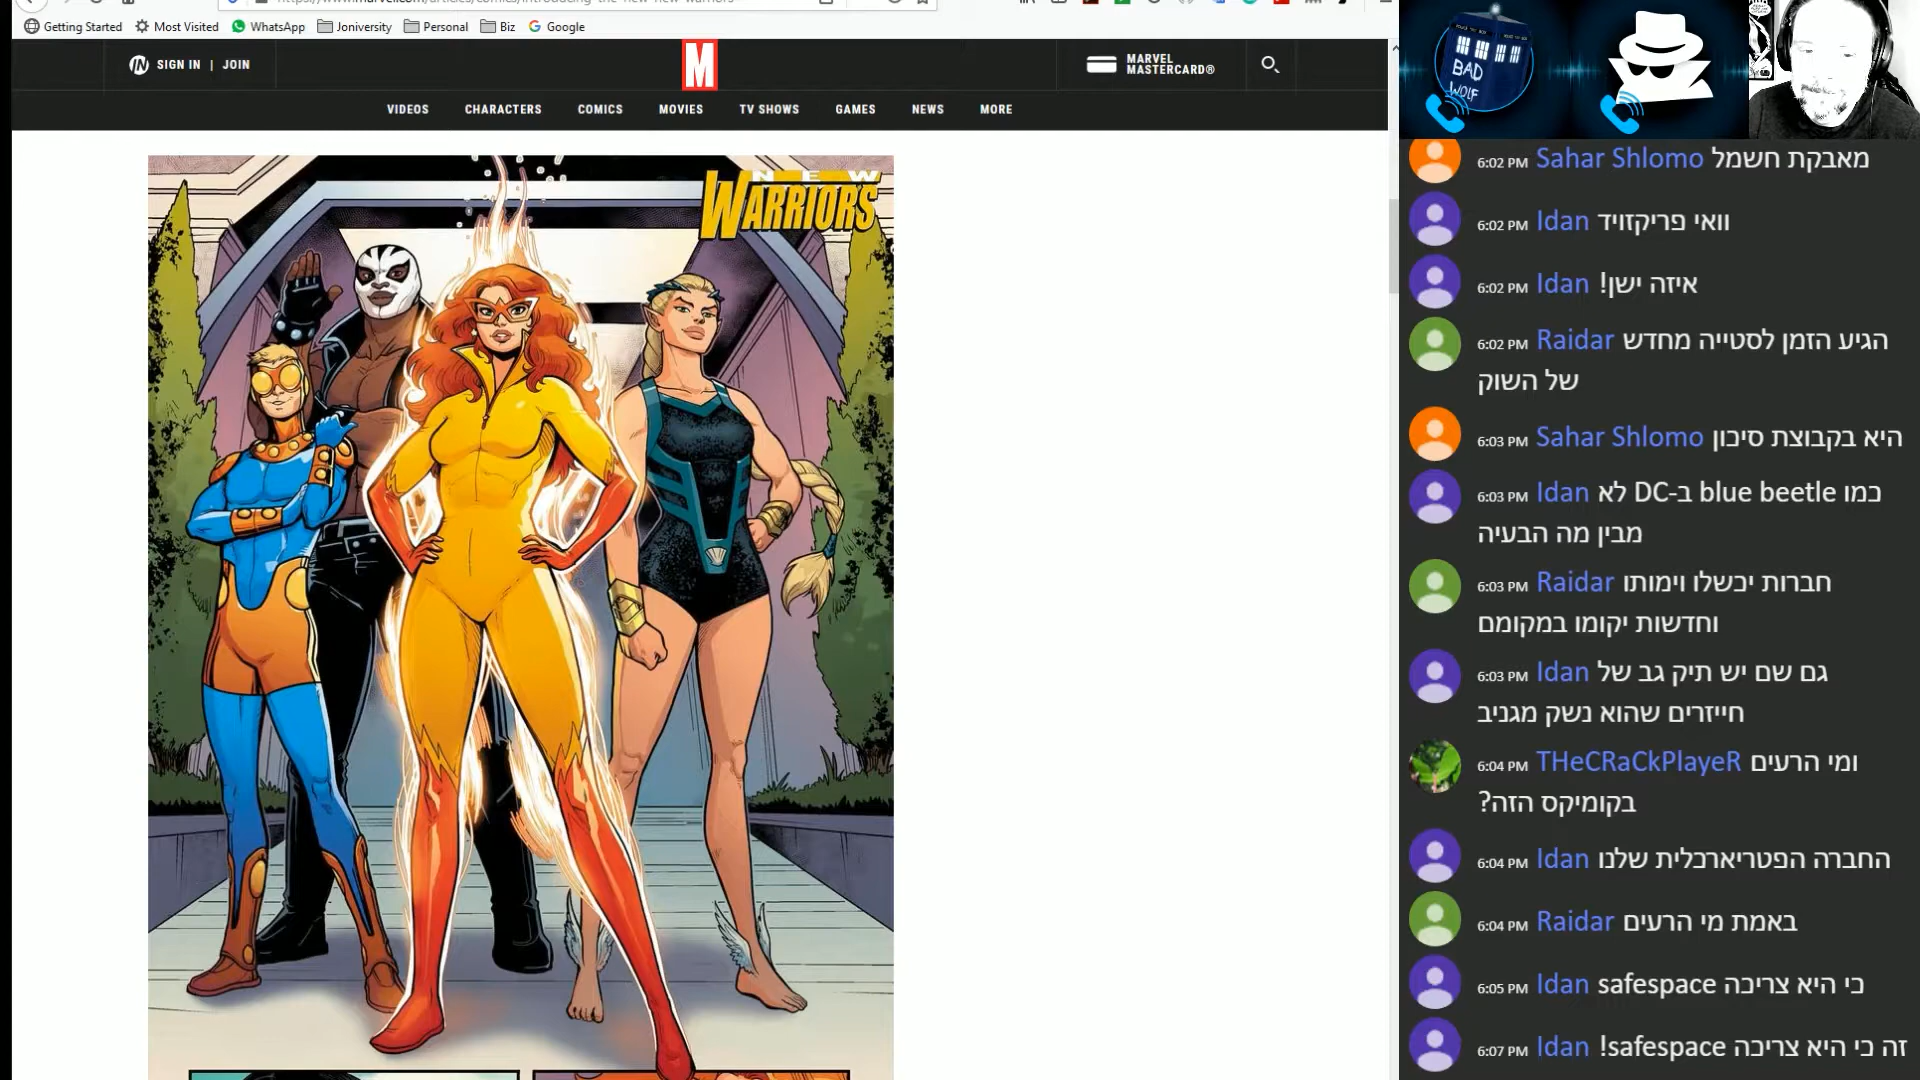 Getting Started Most Visited WhatsApp Joniversity Personal Biz Google
SIGN IN | JOIN
M
MARVEL
MASTERCARD®
VIDEOS CHARACTERS COMICS MOVIES TV SHOWS GAMES NEWS MORE
NEW
WARRIORS
BAD
WOLF
6:02 PM Sahar Shlomo מאבקת חשמל
6:02 PM Idan וואי פריקזויד
6:02 PM Idan איזה ישן!
6:02 PM Raidar הגיע הזמן לסטייה מחדש
של השוק
6:03 PM Sahar Shlomo היא בקבוצת סיכון
6:03 PM Idan כמו blue beetle ב-DC לא
מבין מה הבעיה
6:03 PM Raidar חברות יכשלו וימותו
וחדשות יקומו במקומם
6:03 PM Idan גם שם יש תיק גב של
חייזרים שהוא נשק מגניב
6:04 PM THeCRaCkPlayeR ומי הרעים
בקומיקס הזה?
6:04 PM Idan החברה הפטריארכלית שלנו
6:04 PM Raidar באמת מי הרעים
6:05 PM Idan כי היא צריכה safespace
6:07 PM Idan זה כי היא צריכה safespace!